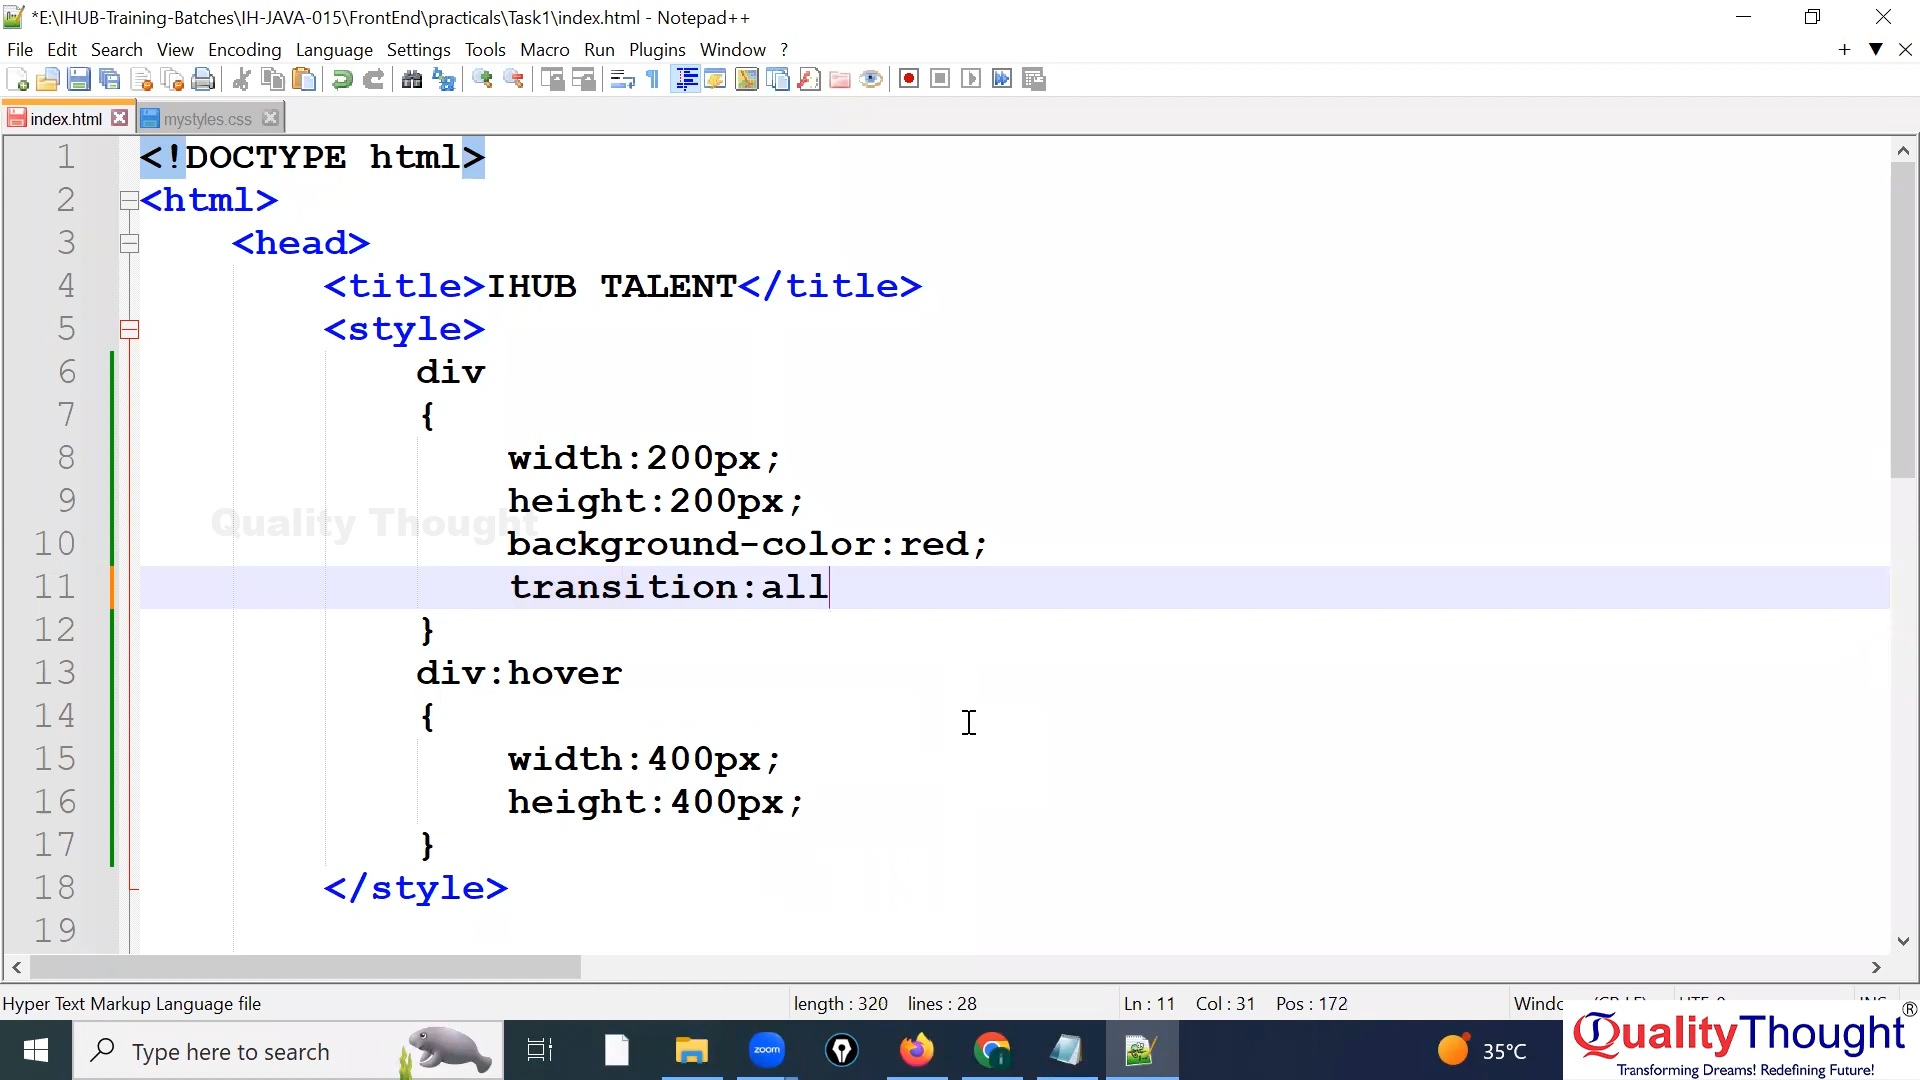 *E:\IHUB-Training-Batches\IH-JAVA-015\FrontEnd\practicals\Task1\index.html - Notepad++
File Edit Search View Encoding Language Settings Tools Macro Run Plugins Window ?
index.html mystyles.css
1 <!DOCTYPE html>
2 <html>
3 <head>
4 <title>IHUB TALENT</title>
5 <style>
6 div
7 {
8 width:200px;
9 height:200px;
Quality Thought
10 background-color:red;
11 transition:all
12 }
13 div:hover
14 {
15 width:400px;
16 height:400px;
17 }
18 </style>
19
Hyper Text Markup Language file length : 320 lines : 28 Ln : 11 Col : 31 Pos : 172
Type here to search zoom 35°C
QualityThought ®
Transforming Dreams! Redefining Future!